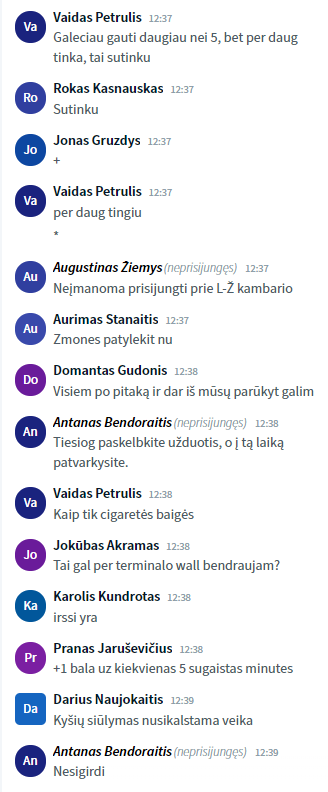 Va
Vaidas Petrulis 12:37
Galeciau gauti daugiau nei 5, bet per daug
tinka, tai sutinku
Ro
Rokas Kasnauskas 12:37
Sutinku
Jo
Jonas Gruzdys 12:37
+
Va
Vaidas Petrulis 12:37
per daug tingiu
*
Au
Augustinas Žiemys (neprisijungęs) 12:37
Neįmanoma prisijungti prie L-Ž kambario
Au
Aurimas Stanaitis 12:37
Zmones patylekit nu
Do
Domantas Gudonis 12:38
Visiem po pitaką ir dar iš mūsų parūkyt galim
An
Antanas Bendoraitis (neprisijungęs) 12:38
Tiesiog paskelbkite užduotis, o į tą laiką
patvarkysite.
Va
Vaidas Petrulis 12:38
Kaip tik cigaretės baigės
Jo
Jokūbas Akramas 12:38
Tai gal per terminalo wall bendraujam?
Ka
Karolis Kundrotas 12:38
irssi yra
Pr
Pranas Jaruševičius 12:38
+1 bala uz kiekvienas 5 sugaistas minutes
Da
Darius Naujokaitis 12:39
Kyšių siūlymas nusikalstama veika
An
Antanas Bendoraitis (neprisijungęs) 12:39
Nesigirdi